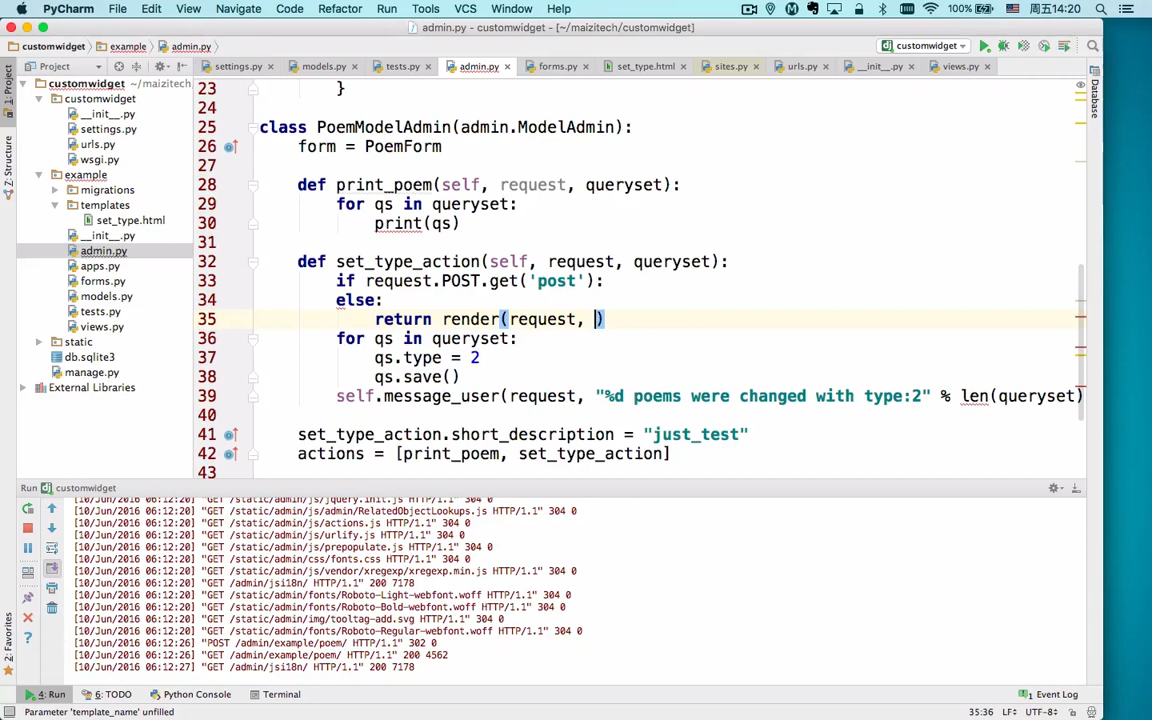 PyCharm File Edit View Navigate Code Refactor Run Tools VCS Window Help 100% 周五14:20
admin.py - customwidget - [~/maizitech/customwidget]
customwidget example admin.py customwidget
Project settings.py models.py tests.py admin.py forms.py set_type.html sites.py urls.py __init__.py views.py
1: Project
Z: Structure
2: Favorites
Database
customwidget ~/maizitech
customwidget
__init__.py
settings.py
urls.py
wsgi.py
example
migrations
templates
set_type.html
__init__.py
admin.py
apps.py
forms.py
models.py
tests.py
views.py
static
db.sqlite3
manage.py
External Libraries
23 }
24
25 class PoemModelAdmin(admin.ModelAdmin):
26 form = PoemForm
27
28 def print_poem(self, request, queryset):
29 for qs in queryset:
30 print(qs)
31
32 def set_type_action(self, request, queryset):
33 if request.POST.get('post'):
34 else:
35 return render(request, )
36 for qs in queryset:
37 qs.type = 2
38 qs.save()
39 self.message_user(request, "%d poems were changed with type:2" % len(queryset)
40
41 set_type_action.short_description = "just_test"
42 actions = [print_poem, set_type_action]
43
Run customwidget
[10/Jun/2016 06:12:20] "GET /static/admin/js/jquery.init.js HTTP/1.1" 304 0
[10/Jun/2016 06:12:20] "GET /static/admin/js/admin/RelatedObjectLookups.js HTTP/1.1" 304 0
[10/Jun/2016 06:12:20] "GET /static/admin/js/actions.js HTTP/1.1" 304 0
[10/Jun/2016 06:12:20] "GET /static/admin/js/urlify.js HTTP/1.1" 304 0
[10/Jun/2016 06:12:20] "GET /static/admin/js/prepopulate.js HTTP/1.1" 304 0
[10/Jun/2016 06:12:20] "GET /static/admin/css/fonts.css HTTP/1.1" 304 0
[10/Jun/2016 06:12:20] "GET /static/admin/js/vendor/xregexp/xregexp.min.js HTTP/1.1" 304 0
[10/Jun/2016 06:12:20] "GET /admin/jsi18n/ HTTP/1.1" 200 7178
[10/Jun/2016 06:12:20] "GET /static/admin/fonts/Roboto-Light-webfont.woff HTTP/1.1" 304 0
[10/Jun/2016 06:12:20] "GET /static/admin/fonts/Roboto-Bold-webfont.woff HTTP/1.1" 304 0
[10/Jun/2016 06:12:20] "GET /static/admin/img/tooltag-add.svg HTTP/1.1" 304 0
[10/Jun/2016 06:12:20] "GET /static/admin/fonts/Roboto-Regular-webfont.woff HTTP/1.1" 304 0
[10/Jun/2016 06:12:26] "POST /admin/example/poem/ HTTP/1.1" 302 0
[10/Jun/2016 06:12:26] "GET /admin/example/poem/ HTTP/1.1" 200 4562
[10/Jun/2016 06:12:27] "GET /admin/jsi18n/ HTTP/1.1" 200 7178
4: Run 6: TODO Python Console Terminal 1 Event Log
Parameter 'template_name' unfilled 35:36 LF UTF-8